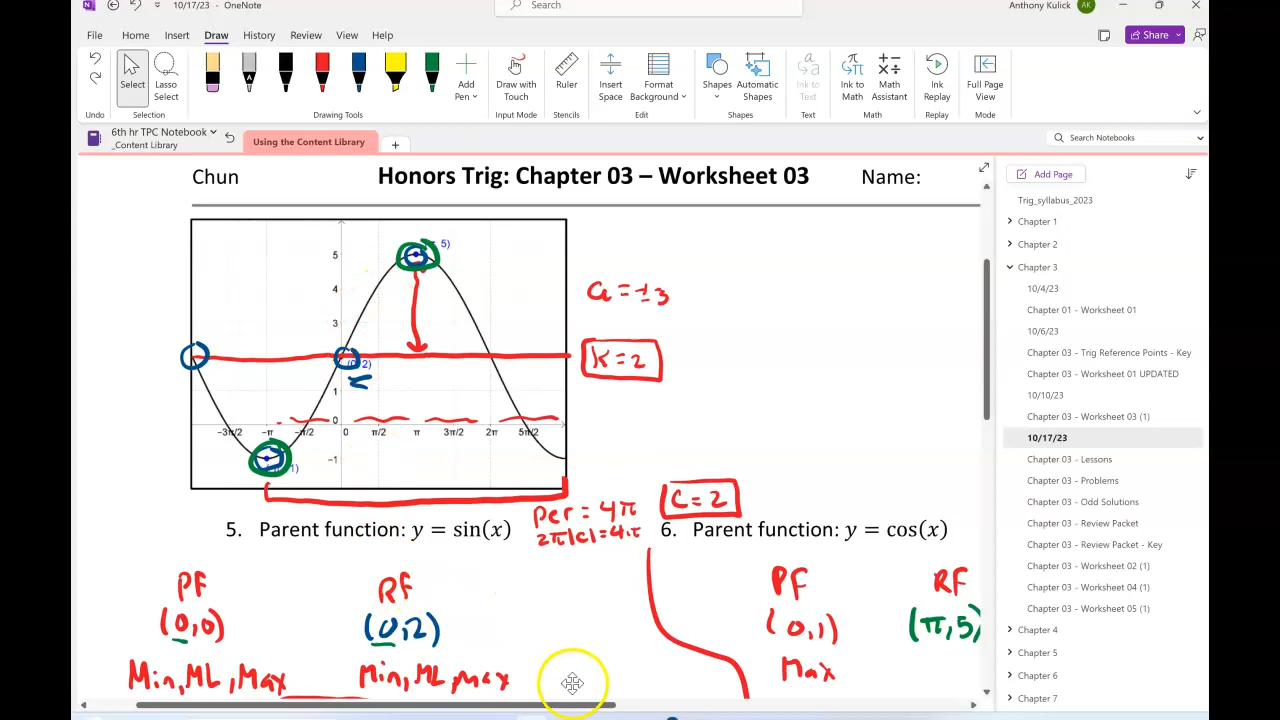 10/17/23 - OneNote
Search
Anthony Kulick
AK
File Home Insert Draw History Review View Help
Share
Select
Lasso Select
Add Pen
Draw with Touch
Ruler
Insert Space
Format Background
Shapes
Automatic Shapes
Ink to Text
Ink to Math
Math Assistant
Ink Replay
Full Page View
Undo
Selection
Drawing Tools
Input Mode
Stencils
Edit
Shapes
Text
Math
Replay
Mode
6th hr TPC Notebook
_Content Library
Using the Content Library
Search Notebooks
Add Page
Trig_syllabus_2023
Chapter 1
Chapter 2
Chapter 3
10/4/23
Chapter 01 - Worksheet 01
10/6/23
Chapter 03 - Trig Reference Points - Key
Chapter 03 - Worksheet 01 UPDATED
10/10/23
Chapter 03 - Worksheet 03 (1)
10/17/23
Chapter 03 - Lessons
Chapter 03 - Problems
Chapter 03 - Odd Solutions
Chapter 03 - Review Packet
Chapter 03 - Review Packet - Key
Chapter 03 - Worksheet 02 (1)
Chapter 03 - Worksheet 04 (1)
Chapter 03 - Worksheet 05 (1)
Chapter 4
Chapter 5
Chapter 6
Chapter 7
Chun Honors Trig: Chapter 03 – Worksheet 03 Name:
5
4
3
1
0
−1
−3π/2 −π −π/2 0 π/2 π 3π/2 2π 5π/2
a = ±3
K = 2
C = 2
Per = 4π
2π|c| = 4π
5. Parent function: y = sin(x)
6. Parent function: y = cos(x)
PF RF
(0,0) (0,2)
Min, ML, Max Min, ML, max
PF RF
(0,1) (π,5)
Max